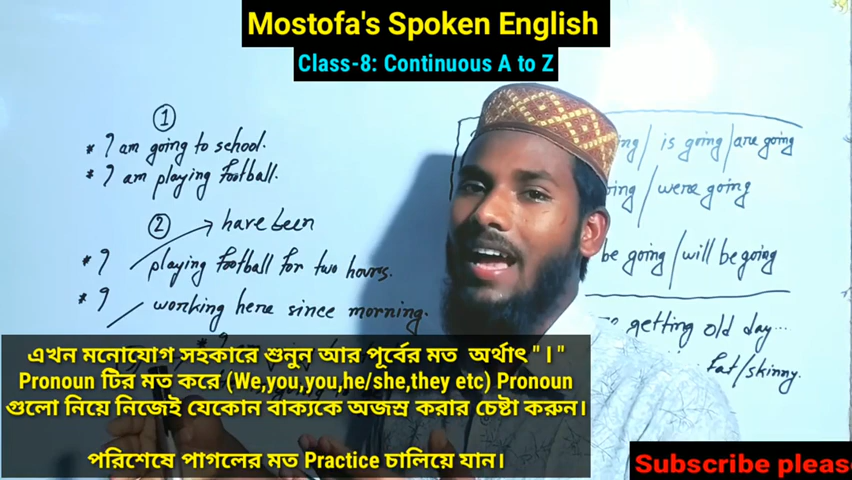 Mostofa's Spoken English
Class-8: Continuous A to Z
1
* I am going to school.
* I am playing football.
2 have been
* I playing football for two hours.
* I working here since morning.
is going / are going
/ were going
be going / will be going
getting old day...
fat/skinny.
এখন মনোযোগ সহকারে শুনুন আর পূর্বের মত অর্থাৎ " I "
Pronoun টির মত করে (We,you,you,he/she,they etc) Pronoun
গুলো নিয়ে নিজেই যেকোন বাক্যকে অজস্র করার চেষ্টা করুন।
পরিশেষে পাগলের মত Practice চালিয়ে যান।
Subscribe pleas